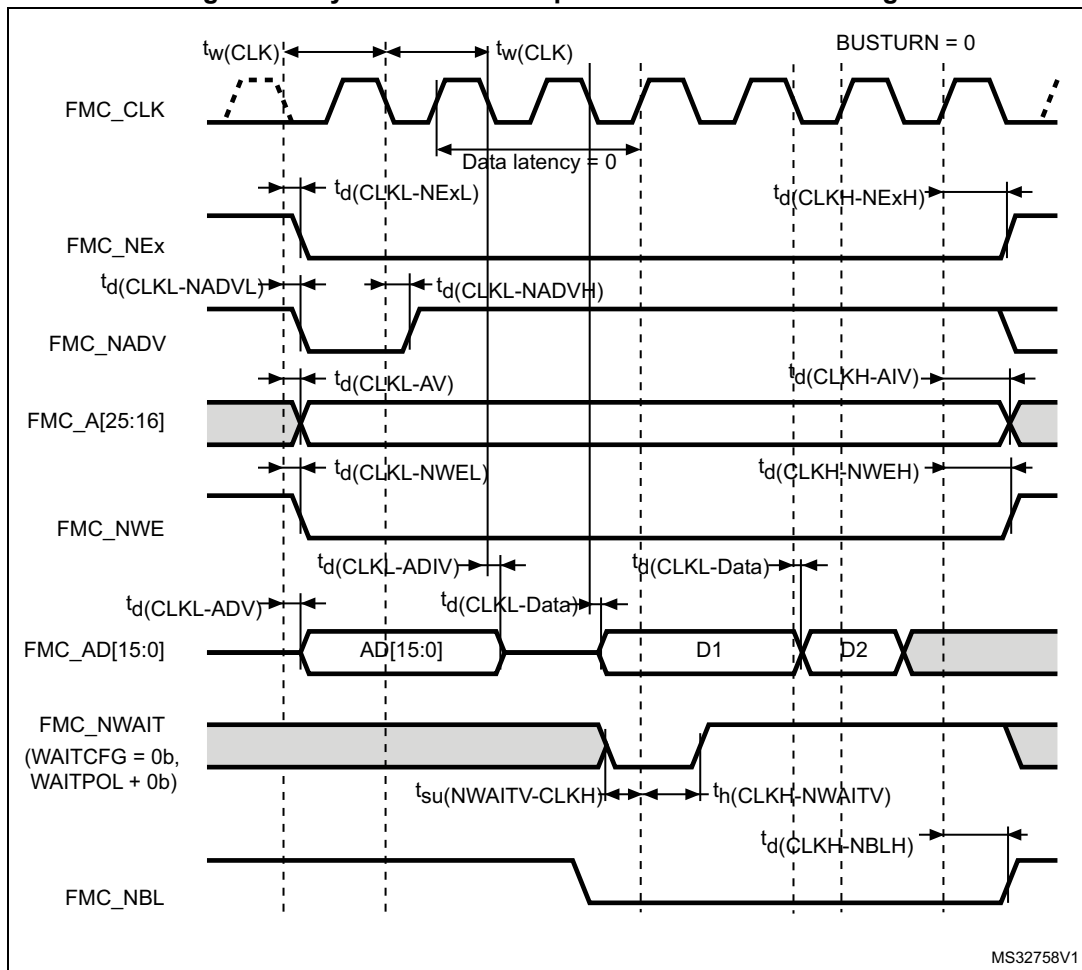 tw(CLK) tw(CLK) BUSTURN = 0
FMC_CLK
Data latency = 0
td(CLKL-NExL) td(CLKH-NExH)
FMC_NEx
td(CLKL-NADVL) td(CLKL-NADVH)
FMC_NADV
td(CLKL-AV) td(CLKH-AIV)
FMC_A[25:16]
td(CLKL-NWEL) td(CLKH-NWEH)
FMC_NWE
td(CLKL-ADIV) td(CLKL-Data)
td(CLKL-ADV) td(CLKL-Data)
FMC_AD[15:0] AD[15:0] D1 D2
FMC_NWAIT
(WAITCFG = 0b,
WAITPOL + 0b)
tsu(NWAITV-CLKH) th(CLKH-NWAITV)
td(CLKH-NBLH)
FMC_NBL
MS32758V1